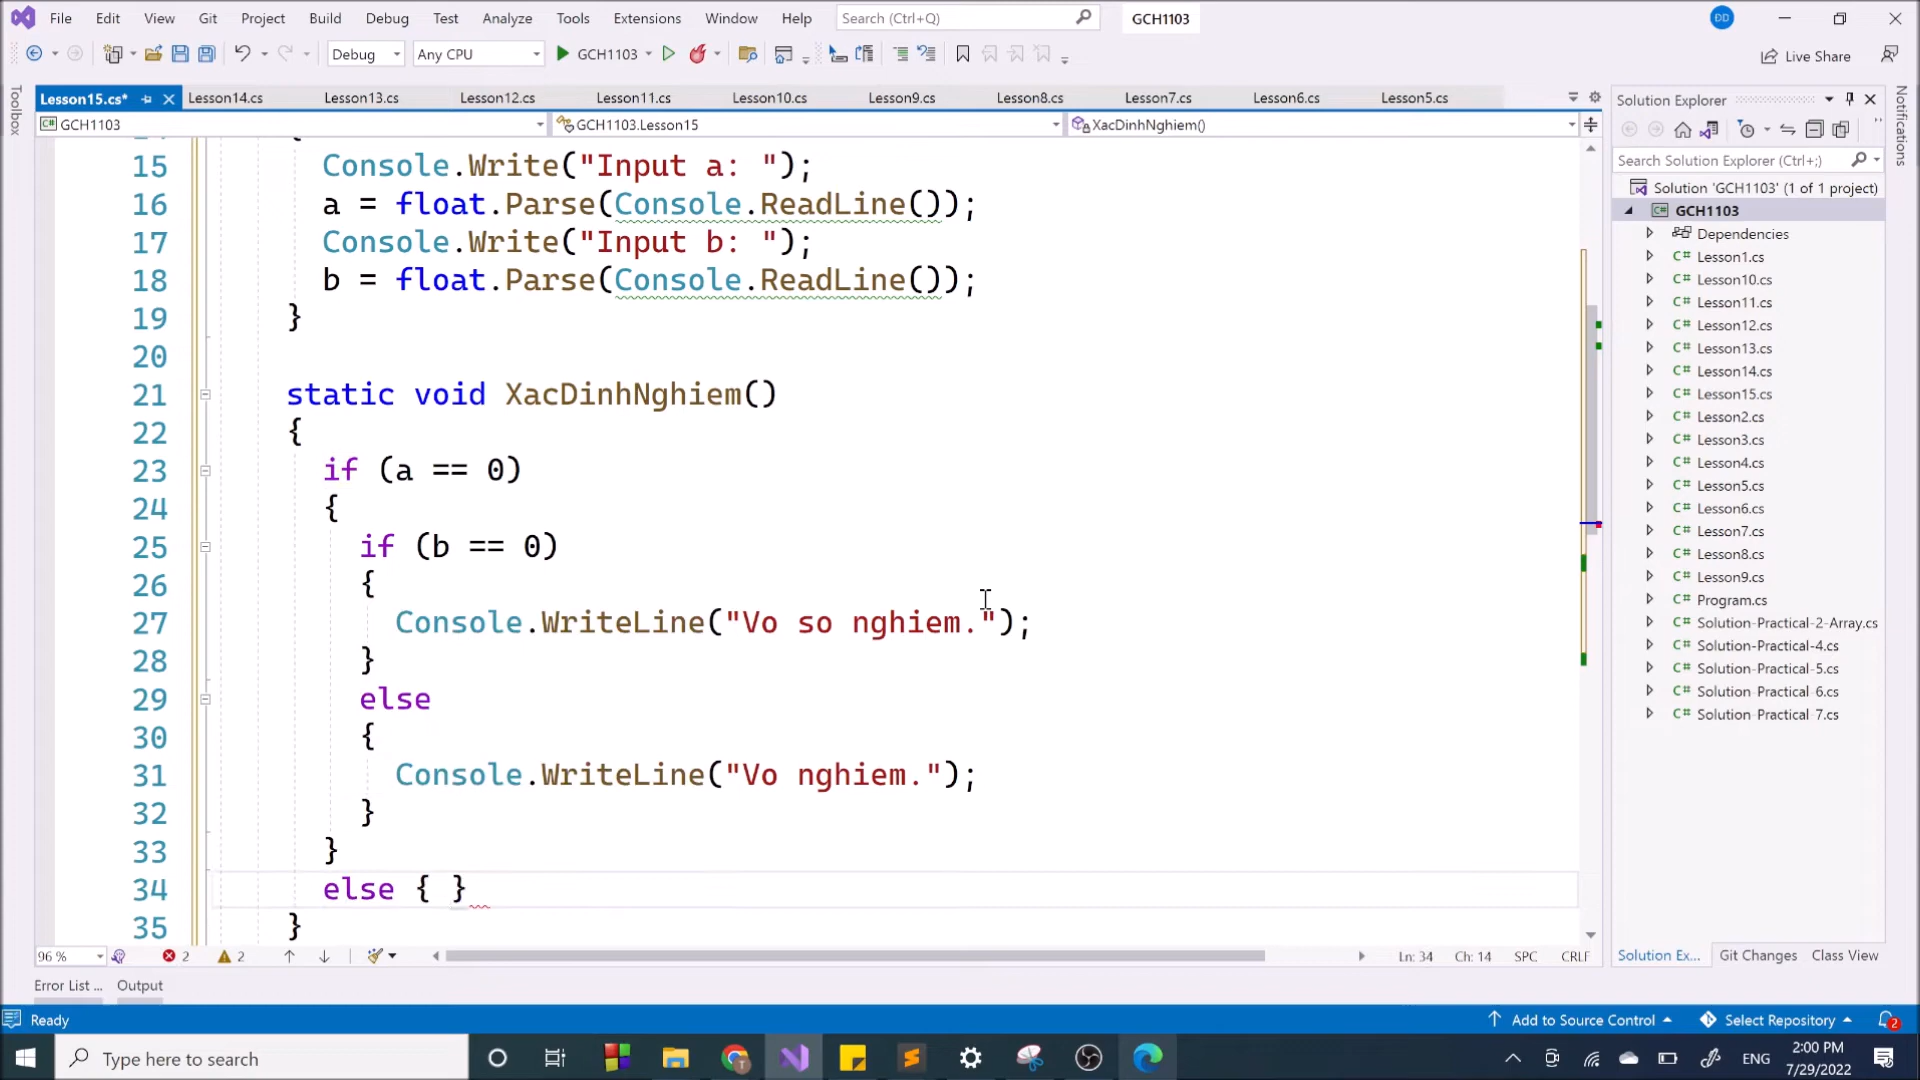 File Edit View Git Project Build Debug Test Analyze Tools Extensions Window Help Search (Ctrl+Q) GCH1103 ĐD
Debug Any CPU GCH1103 Live Share
Lesson15.cs* Lesson14.cs Lesson13.cs Lesson12.cs Lesson11.cs Lesson10.cs Lesson9.cs Lesson8.cs Lesson7.cs Lesson6.cs Lesson5.cs
GCH1103 GCH1103.Lesson15 XacDinhNghiem()
Toolbox
Notifications
15 Console.Write("Input a: ");
16 a = float.Parse(Console.ReadLine());
17 Console.Write("Input b: ");
18 b = float.Parse(Console.ReadLine());
19 }
20
21 static void XacDinhNghiem()
22 {
23 if (a == 0)
24 {
25 if (b == 0)
26 {
27 Console.WriteLine("Vo so nghiem.");
28 }
29 else
30 {
31 Console.WriteLine("Vo nghiem.");
32 }
33 }
34 else { }
35 }
Solution Explorer
Search Solution Explorer (Ctrl+;)
Solution 'GCH1103' (1 of 1 project)
GCH1103
Dependencies
C# Lesson1.cs
C# Lesson10.cs
C# Lesson11.cs
C# Lesson12.cs
C# Lesson13.cs
C# Lesson14.cs
C# Lesson15.cs
C# Lesson2.cs
C# Lesson3.cs
C# Lesson4.cs
C# Lesson5.cs
C# Lesson6.cs
C# Lesson7.cs
C# Lesson8.cs
C# Lesson9.cs
C# Program.cs
C# Solution-Practical-2-Array.cs
C# Solution-Practical-4.cs
C# Solution-Practical-5.cs
C# Solution-Practical-6.cs
C# Solution-Practical-7.cs
96 % 2 2 Ln: 34 Ch: 14 SPC CRLF
Solution Ex... Git Changes Class View
Error List ... Output
Ready Add to Source Control Select Repository 2
Type here to search ENG 2:00 PM
7/29/2022